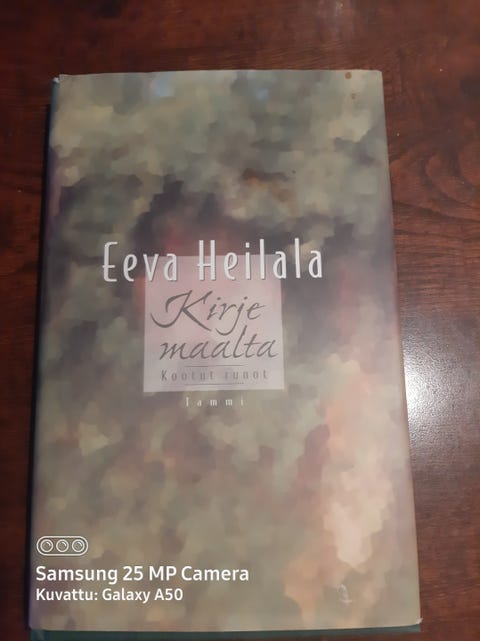 Eeva Heilala
Kirje
maalta
Kootut runot
Tammi
Samsung 25 MP Camera
Kuvattu: Galaxy A50